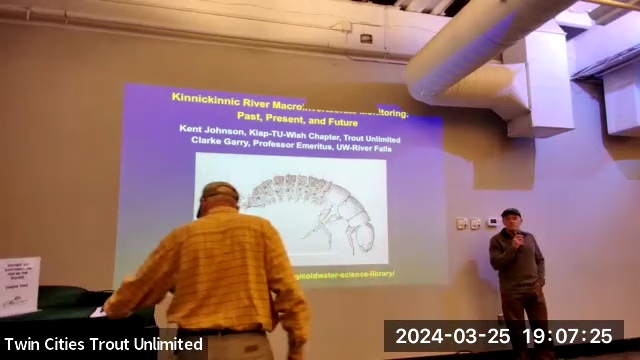 Kinnickinnic River Macroinvertebrate Monitoring:
Past, Present, and Future
Kent Johnson, Kiap-TU-Wish Chapter, Trout Unlimited
Clarke Garry, Professor Emeritus, UW-River Falls
/coldwater-science-library/
Twin Cities Trout Unlimited
2024-03-25 19:07:25